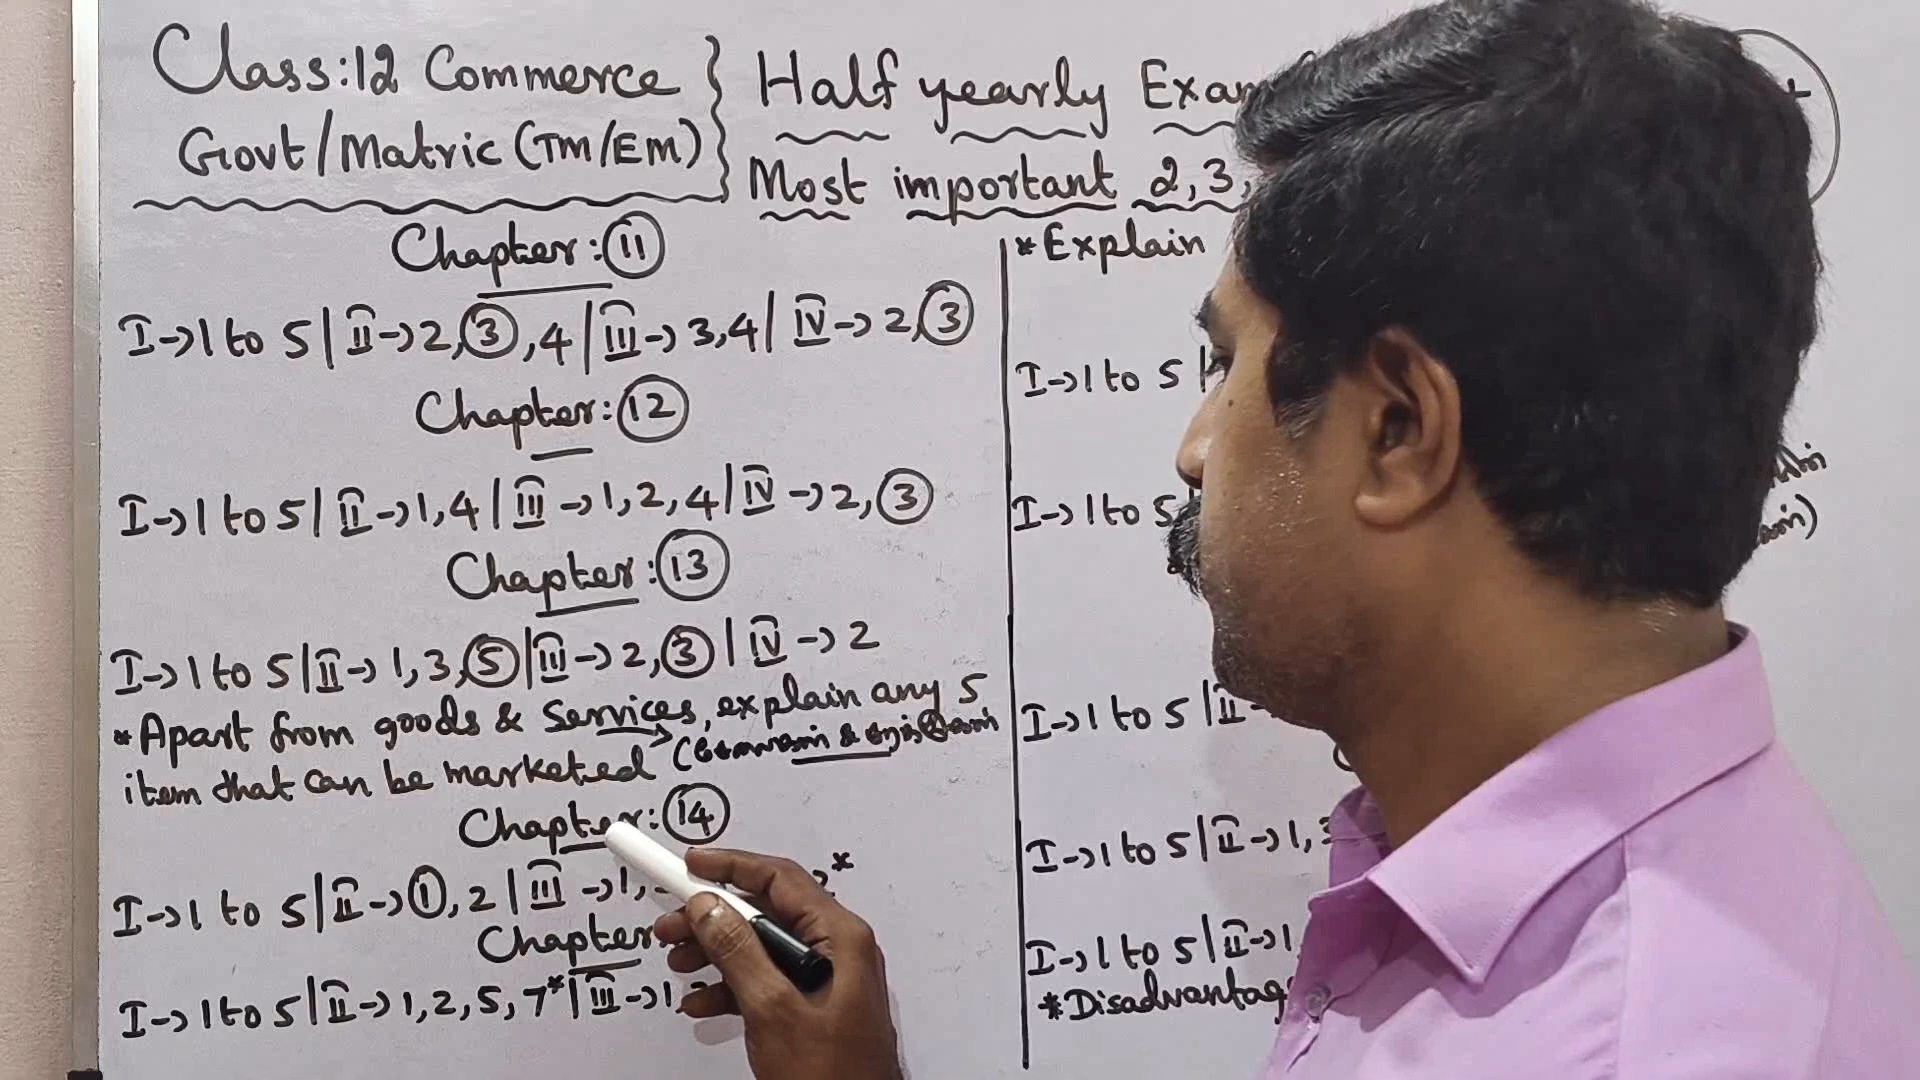 Class:12 Commerce
Govt/Matric (TM/EM)
Half yearly Exam
Most important 2, 3,
Chapter:11
I->1 to 5 | II->2,3,4 | III->3,4 | IV->2,3
Chapter:12
I->1 to 5 | II->1,4 | III->1,2,4 | IV->2,3
Chapter:13
I->1 to 5 | II->1,3,5 | III->2,3 | IV->2
*Apart from goods & Services, explain any 5
item that can be marketed
Chapter:14
I->1 to 5 | II->1,2 | III->1,
Chapter
I->1 to 5 | II->1,2,5,7* | III->1,
*Explain
I->1 to 5
I->1 to 5
I->1 to 5 | II
I->1 to 5 | II->1,3
I->1 to 5 | II->1
*Disadvantag